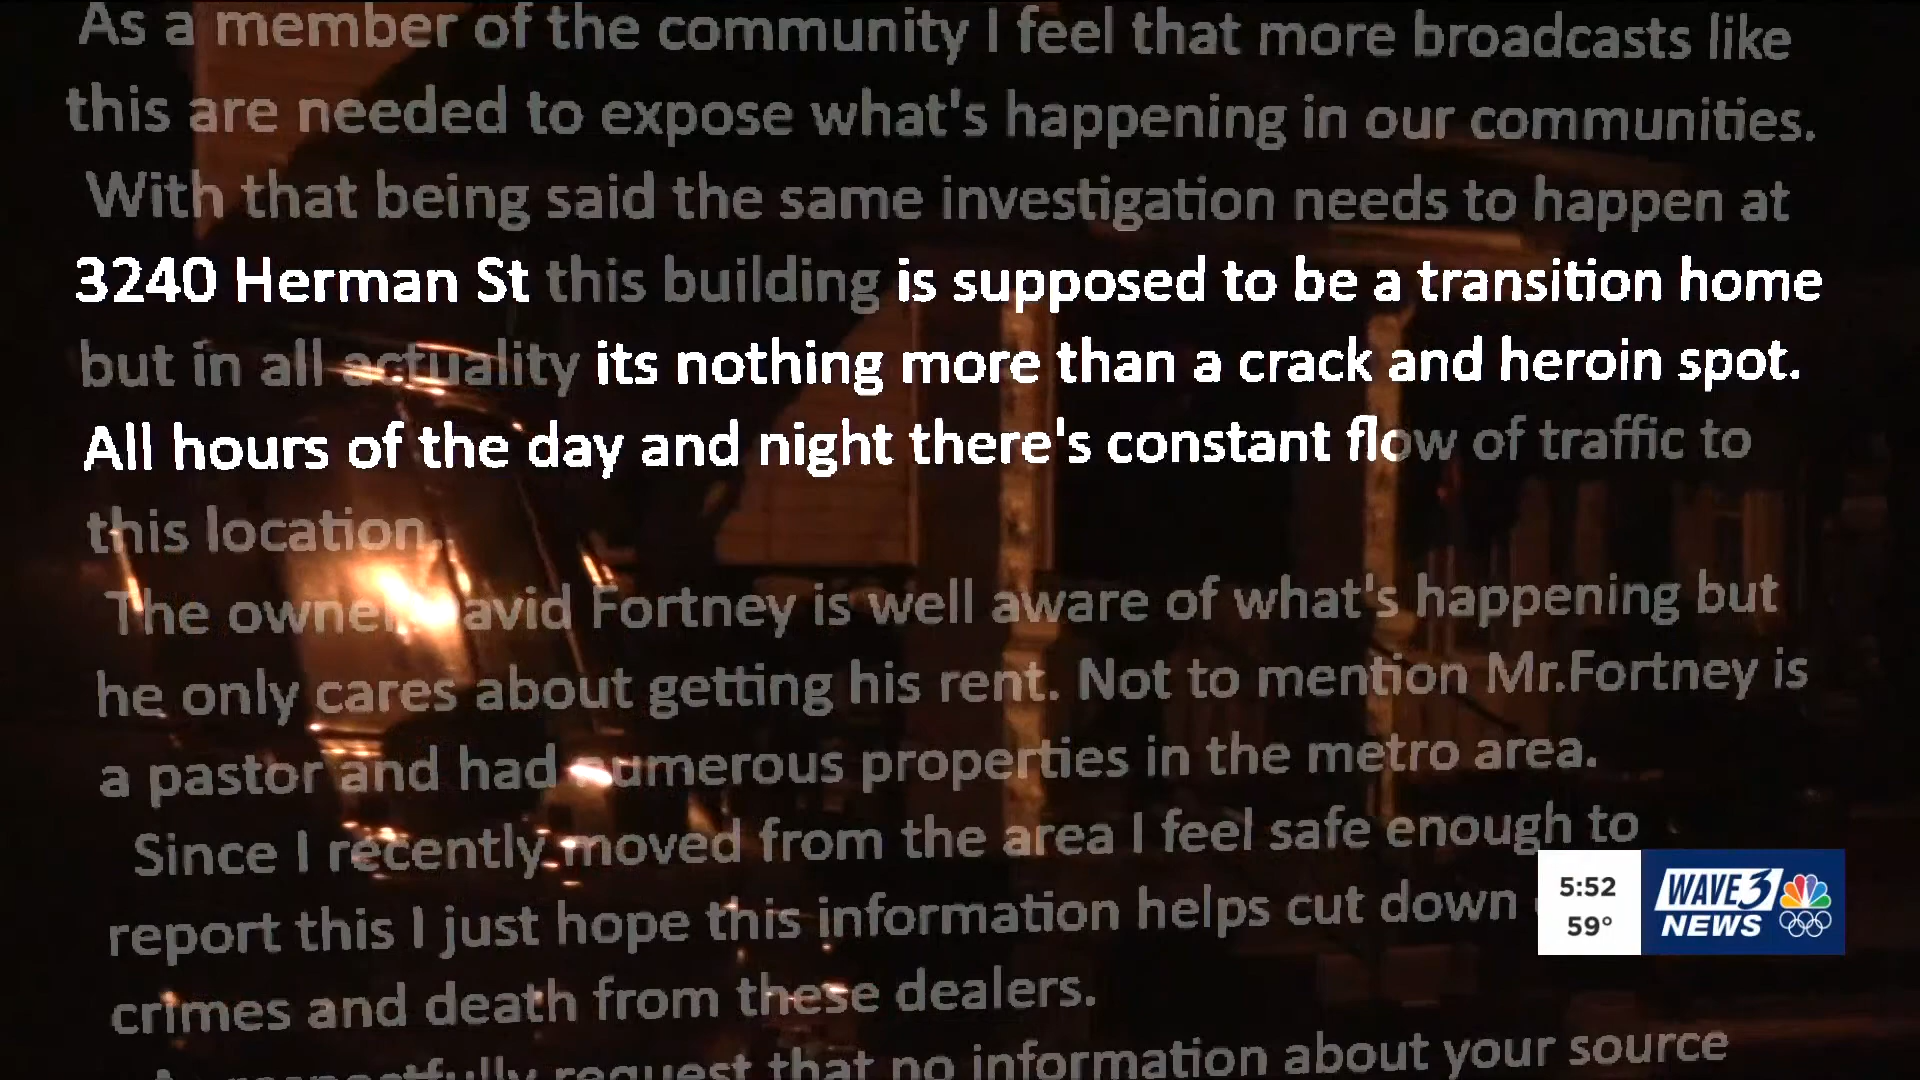 As a member of the community I feel that more broadcasts like
this are needed to expose what's happening in our communities.
With that being said the same investigation needs to happen at
3240 Herman St this building is supposed to be a transition home
but in all actuality its nothing more than a crack and heroin spot.
All hours of the day and night there's constant flow of traffic to
this location.
The owner David Fortney is well aware of what's happening but
he only cares about getting his rent. Not to mention Mr.Fortney is
a pastor and had numerous properties in the metro area.
Since I recently moved from the area I feel safe enough to
report this I just hope this information helps cut down
crimes and death from these dealers.
respectfully request that no information about your source
5:52
59°
WAVE 3
NEWS